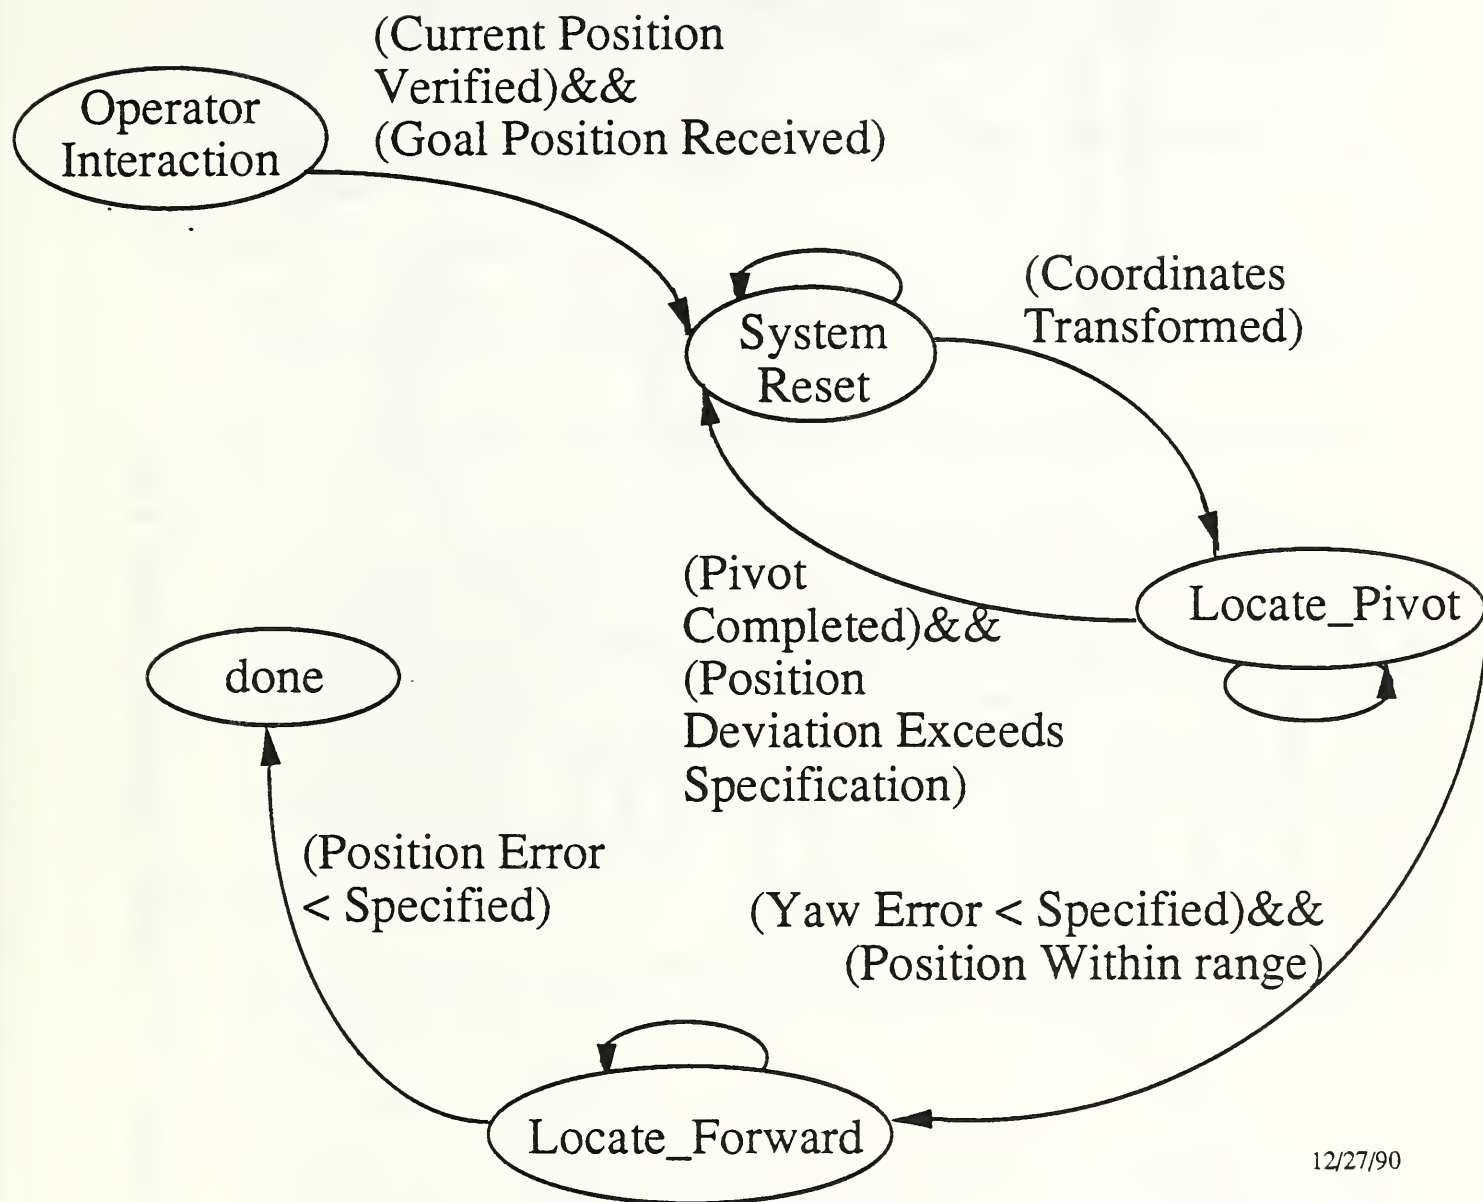 (Current Position
Verified)&&
(Goal Position Received)
Operator
Interaction
(Coordinates
Transformed)
System
Reset
(Pivot
Completed)&&
(Position
Deviation Exceeds
Specification)
Locate_Pivot
done
(Position Error
< Specified)
(Yaw Error < Specified)&&
(Position Within range)
Locate_Forward
12/27/90